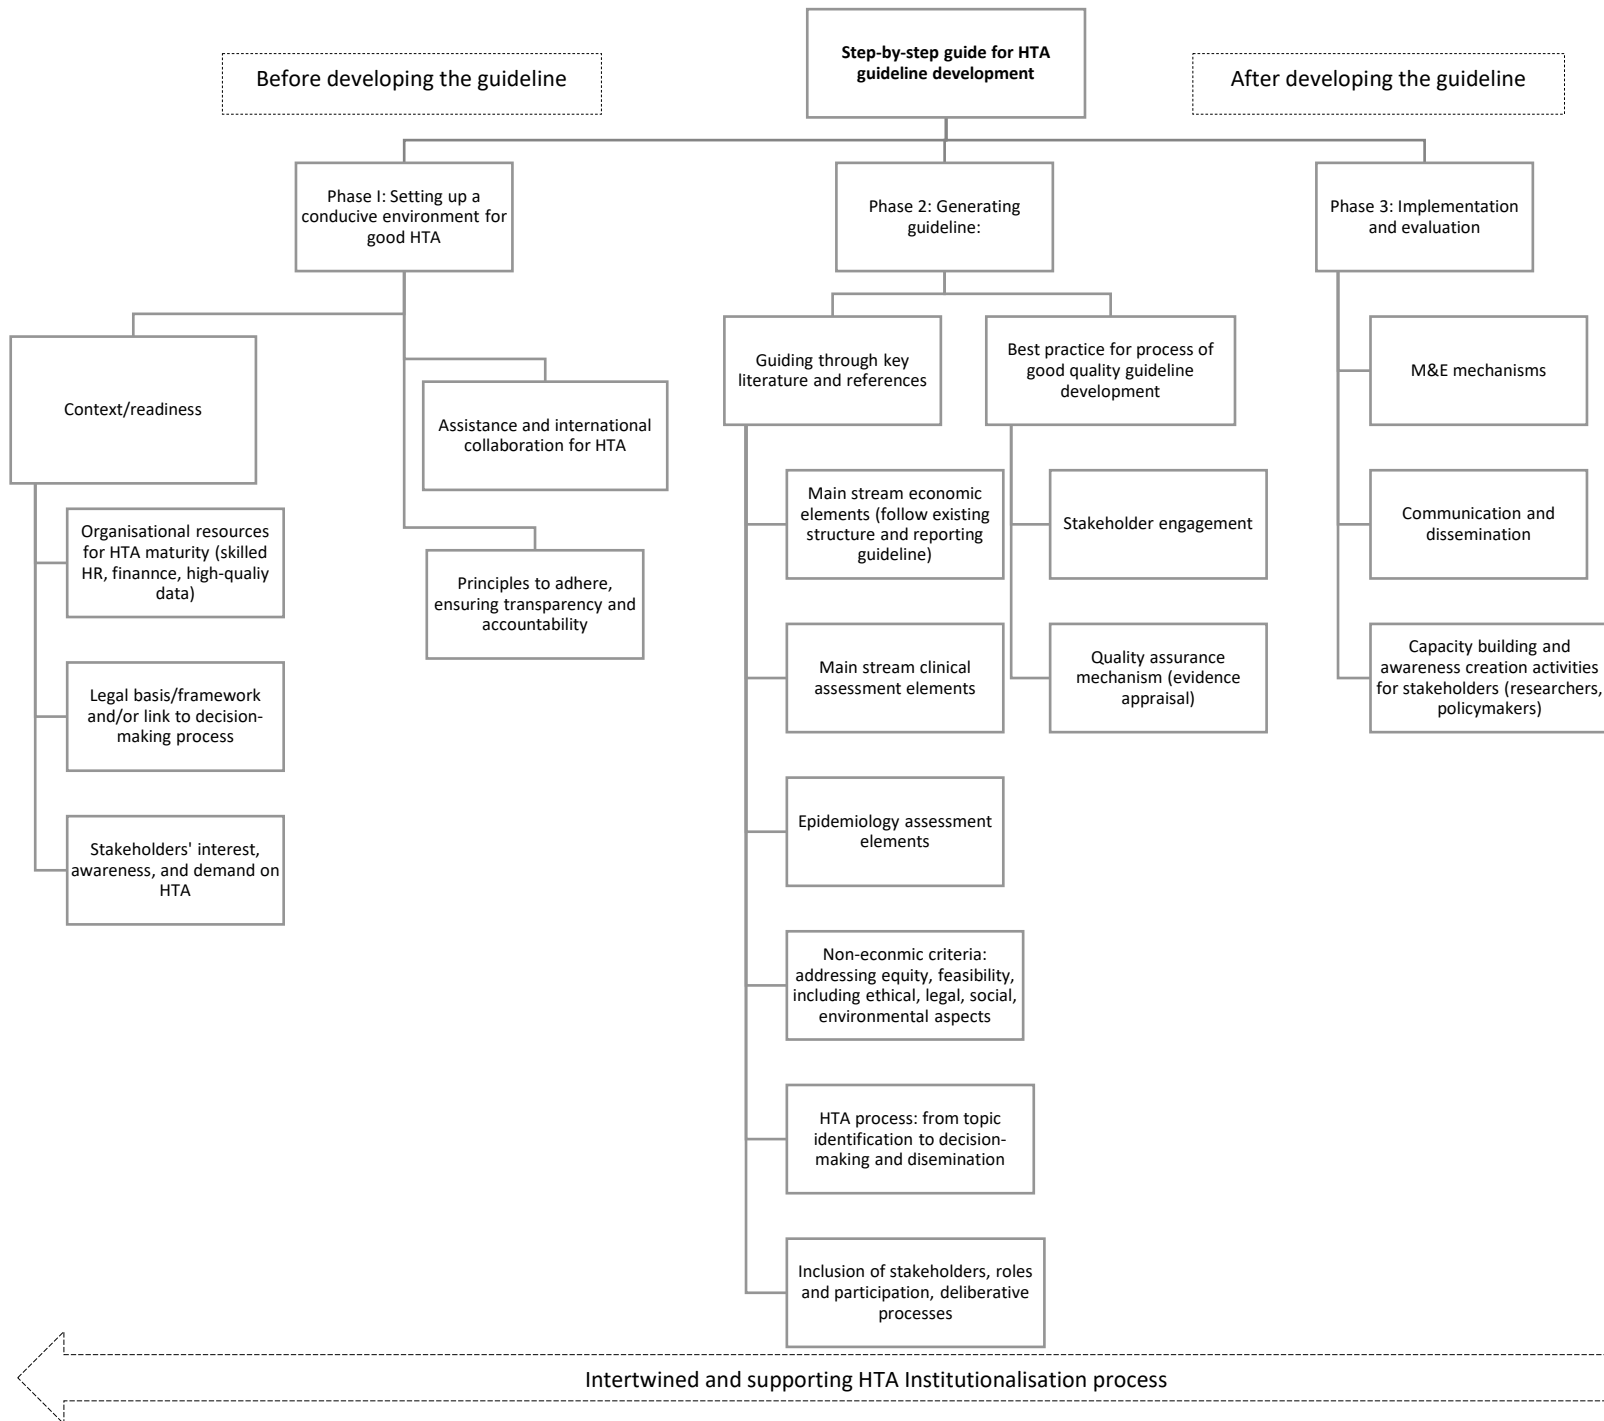 Step-by-step guide for HTA
guideline development
Before developing the guideline
After developing the guideline
Phase I: Setting up a
conducive environment for
good HTA
Phase 2: Generating
guideline:
Phase 3: Implementation
and evaluation
Context/readiness
Assistance and international
collaboration for HTA
Principles to adhere,
ensuring transparency and
accountability
Organisational resources
for HTA maturity (skilled
HR, finannce, high-qualiy
data)
Legal basis/framework
and/or link to decision-
making process
Stakeholders' interest,
awareness, and demand on
HTA
Guiding through key
literature and references
Best practice for process of
good quality guideline
development
Main stream economic
elements (follow existing
structure and reporting
guideline)
Main stream clinical
assessment elements
Epidemiology assessment
elements
Non-econmic criteria:
addressing equity, feasibility,
including ethical, legal, social,
environmental aspects
HTA process: from topic
identification to decision-
making and disemination
Inclusion of stakeholders, roles
and participation, deliberative
processes
Stakeholder engagement
Quality assurance
mechanism (evidence
appraisal)
M&E mechanisms
Communication and
dissemination
Capacity building and
awareness creation activities
for stakeholders (researchers,
policymakers)
Intertwined and supporting HTA Institutionalisation process